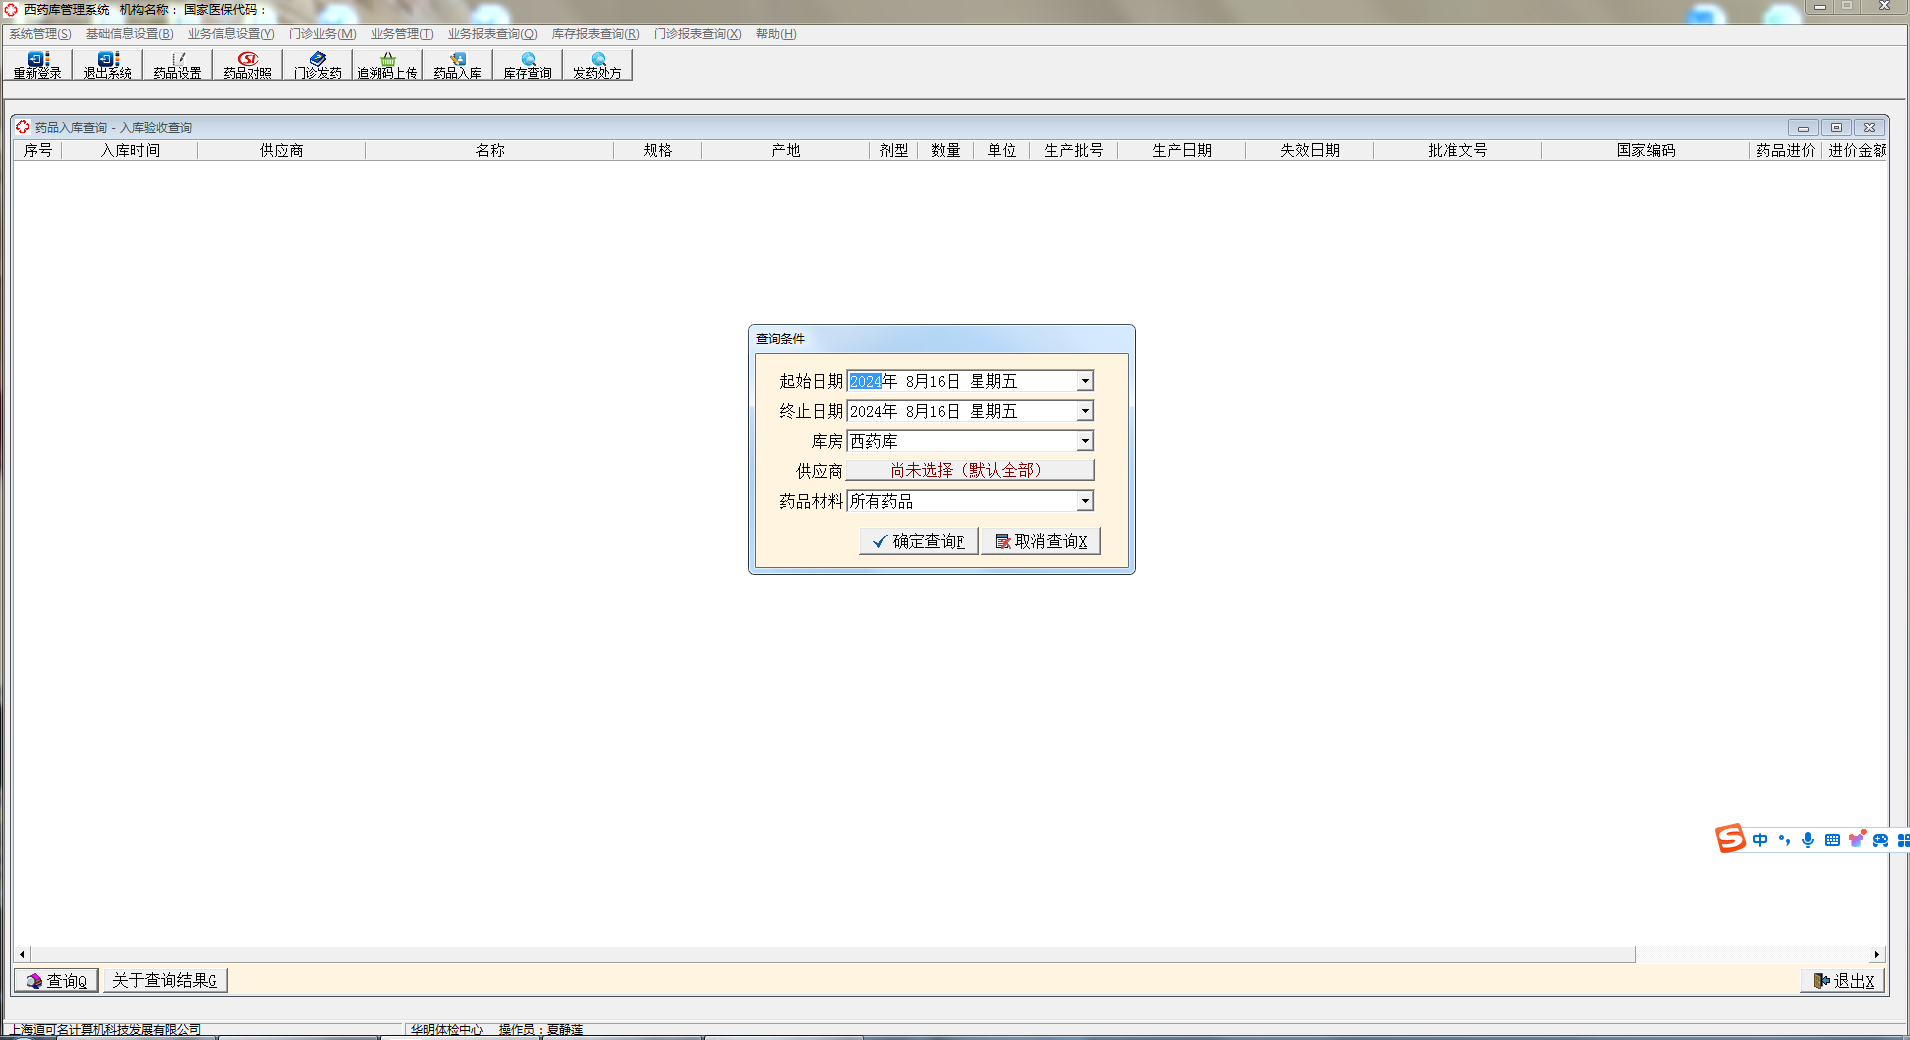 西药库管理系统 机构名称： 国家医保代码：
系统管理(S) 基础信息设置(B) 业务信息设置(Y) 门诊业务(M) 业务管理(T) 业务报表查询(Q) 库存报表查询(R) 门诊报表查询(X) 帮助(H)
重新登录 退出系统 药品设置 药品对照 门诊发药 追溯码上传 药品入库 库存查询 发药处方
药品入库查询 - 入库验收查询
序号 入库时间 供应商 名称 规格 产地 剂型 数量 单位 生产批号 生产日期 失效日期 批准文号 国家编码 药品进价 进价金额
查询条件
起始日期 2024年 8月16日 星期五
终止日期 2024年 8月16日 星期五
库房 西药库
供应商 尚未选择（默认全部）
药品材料 所有药品
确定查询F 取消查询X
中
查询Q 关于查询结果G 退出X
上海道可名计算机科技发展有限公司 华明体检中心 操作员：夏静莲